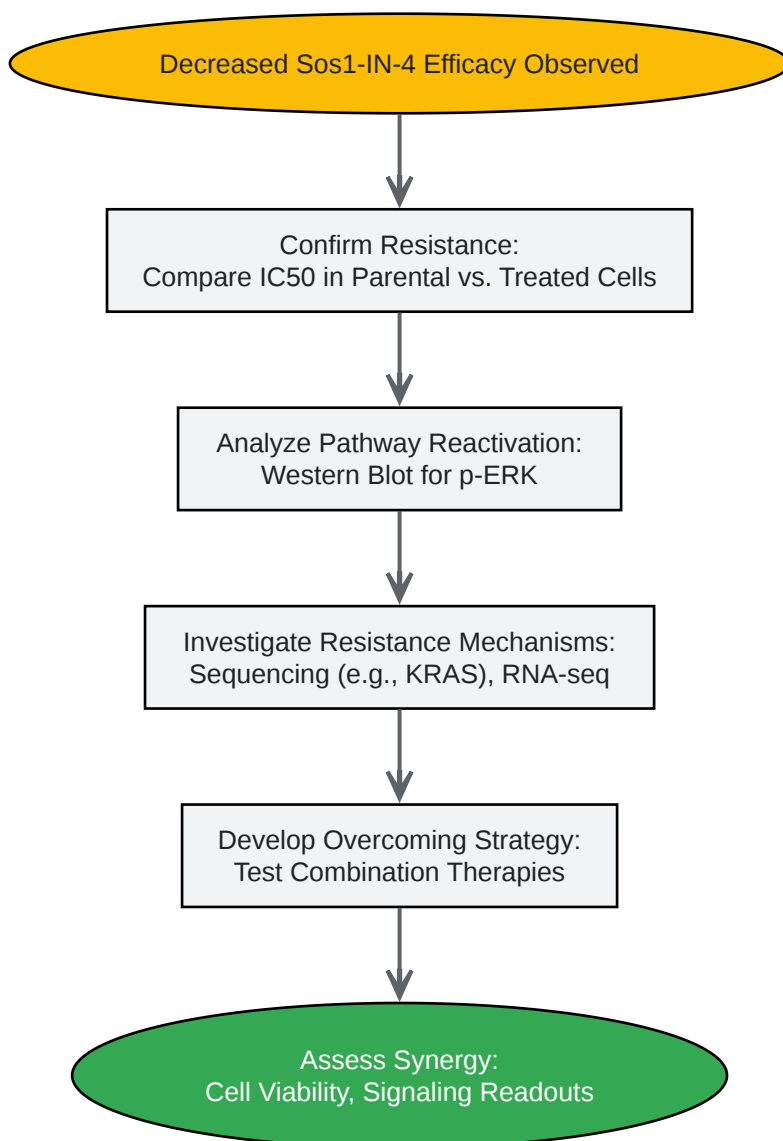 Decreased Sos1-IN-4 Efficacy Observed
Confirm Resistance:
Compare IC50 in Parental vs. Treated Cells
Analyze Pathway Reactivation:
Western Blot for p-ERK
Investigate Resistance Mechanisms:
Sequencing (e.g., KRAS), RNA-seq
Develop Overcoming Strategy:
Test Combination Therapies
Assess Synergy:
Cell Viability, Signaling Readouts